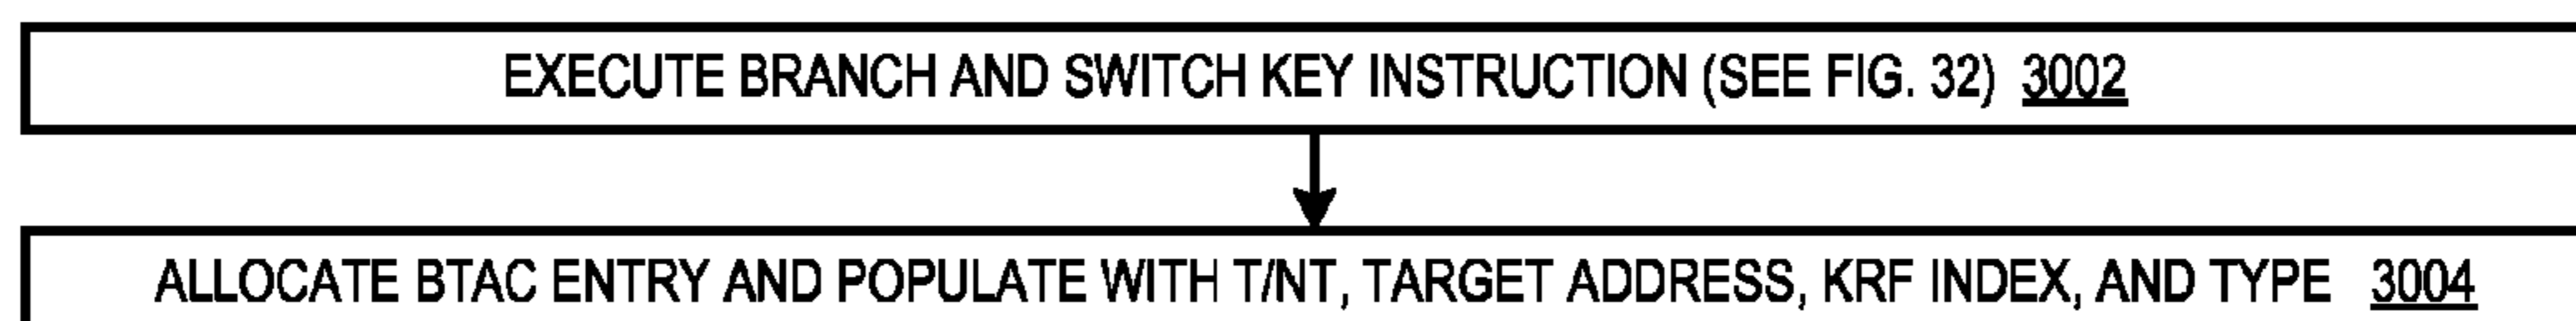 EXECUTE BRANCH AND SWITCH KEY INSTRUCTION (SEE FIG. 32) 3002
ALLOCATE BTAC ENTRY AND POPULATE WITH T/NT, TARGET ADDRESS, KRF INDEX, AND TYPE 3004